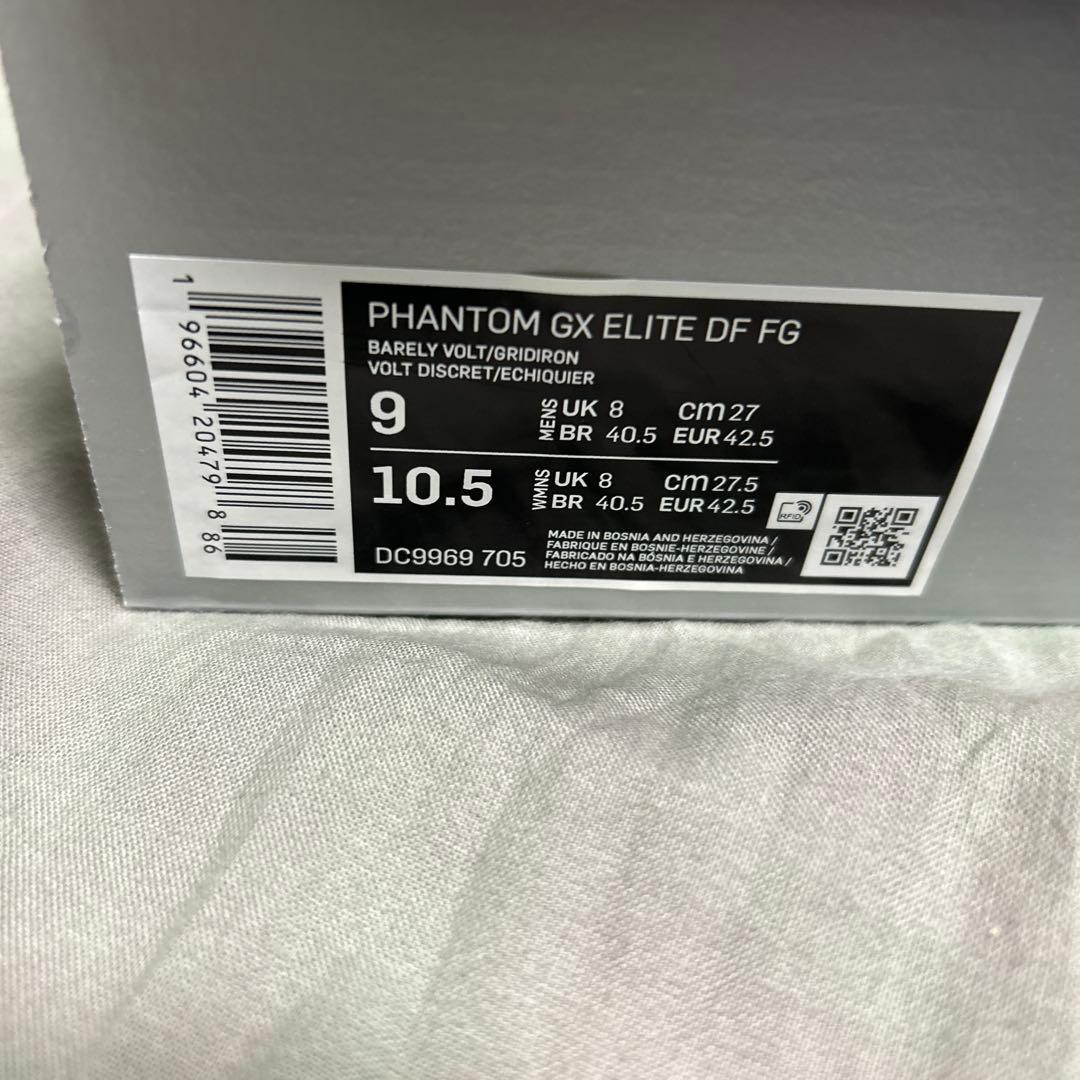 PHANTOM GX ELITE DF FG
BARELY VOLT/GRIDIRON
VOLT DISCRET/ECHIQUIER
9 MENS UK 8 cm 27
BR 40.5 EUR 42.5
10.5 WMNS UK 8 cm 27.5
BR 40.5 EUR 42.5
RFID
DC9969 705
MADE IN BOSNIA AND HERZEGOVINA /
FABRIQUE EN BOSNIE-HERZEGOVINE /
FABRICADO NA BÓSNIA E HERZEGOVINA /
HECHO EN BOSNIA-HERZEGOVINA
1 96604 20479 8 86